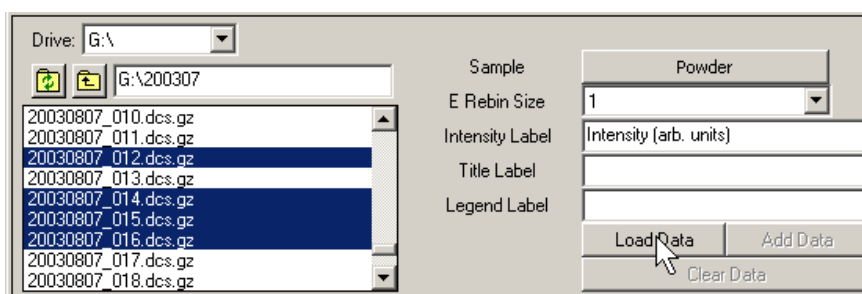 Drive: G:\
G:\200307
20030807_010.dcs.gz
20030807_011.dcs.gz
20030807_012.dcs.gz
20030807_013.dcs.gz
20030807_014.dcs.gz
20030807_015.dcs.gz
20030807_016.dcs.gz
20030807_017.dcs.gz
20030807_018.dcs.gz
Sample Powder
E Rebin Size 1
Intensity Label Intensity (arb. units)
Title Label
Legend Label
Load Data Add Data
Clear Data